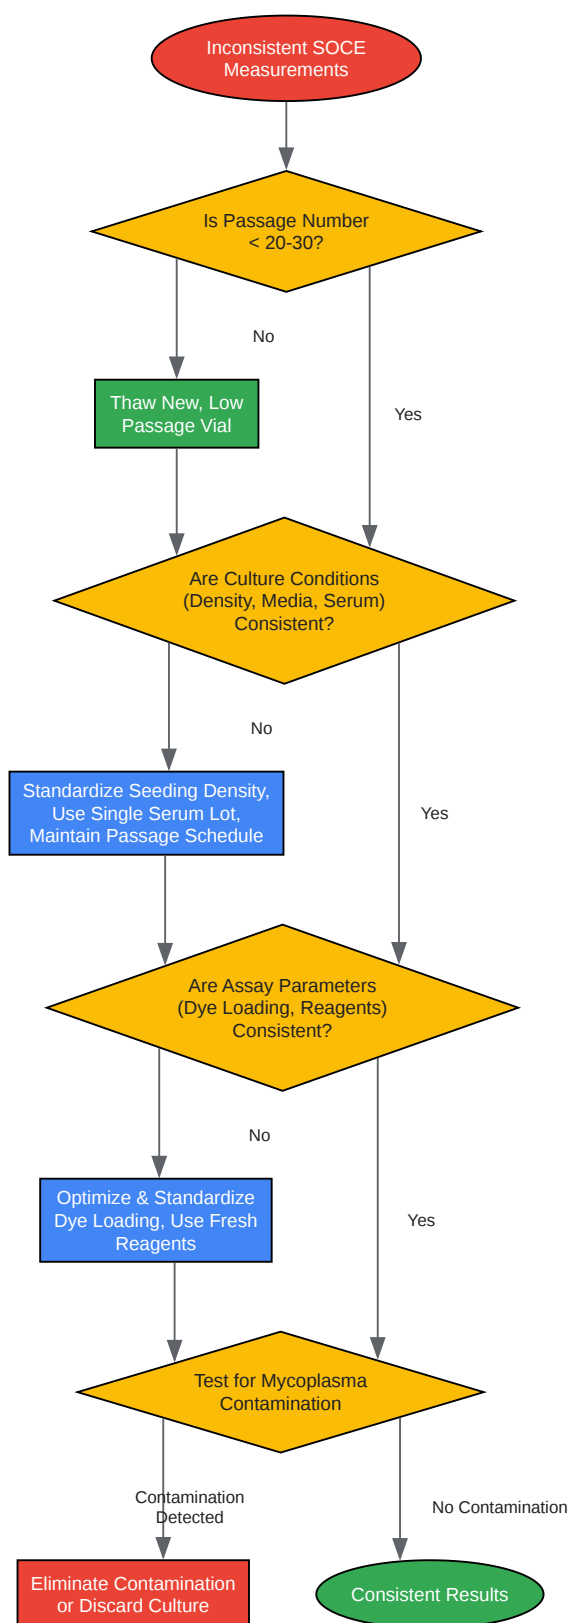 Inconsistent SOCE
Measurements
Is Passage Number
< 20-30?
No
Thaw New, Low
Passage Vial
Yes
Are Culture Conditions
(Density, Media, Serum)
Consistent?
No
Standardize Seeding Density,
Use Single Serum Lot,
Maintain Passage Schedule
Yes
Are Assay Parameters
(Dye Loading, Reagents)
Consistent?
No
Optimize & Standardize
Dye Loading, Use Fresh
Reagents
Yes
Test for Mycoplasma
Contamination
Contamination
Detected
No Contamination
Eliminate Contamination
or Discard Culture
Consistent Results